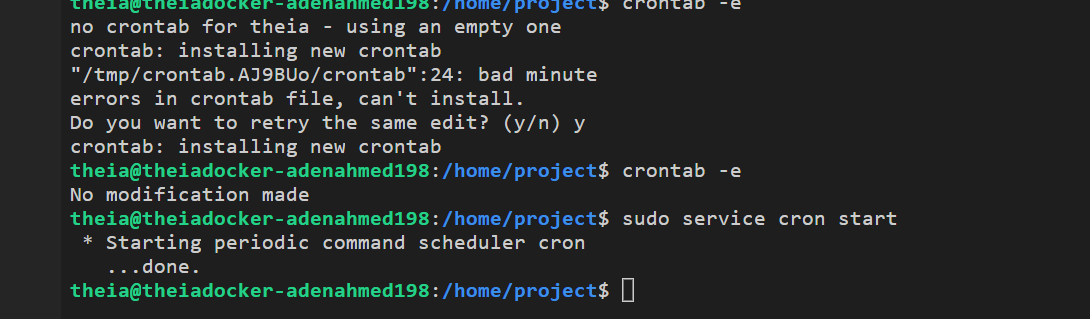 theia@theiadocker-adenahmed198:/home/project$ crontab -e
no crontab for theia - using an empty one
crontab: installing new crontab
"/tmp/crontab.AJ9BUo/crontab":24: bad minute
errors in crontab file, can't install.
Do you want to retry the same edit? (y/n) y
crontab: installing new crontab
theia@theiadocker-adenahmed198:/home/project$ crontab -e
No modification made
theia@theiadocker-adenahmed198:/home/project$ sudo service cron start
 * Starting periodic command scheduler cron
   ...done.
theia@theiadocker-adenahmed198:/home/project$